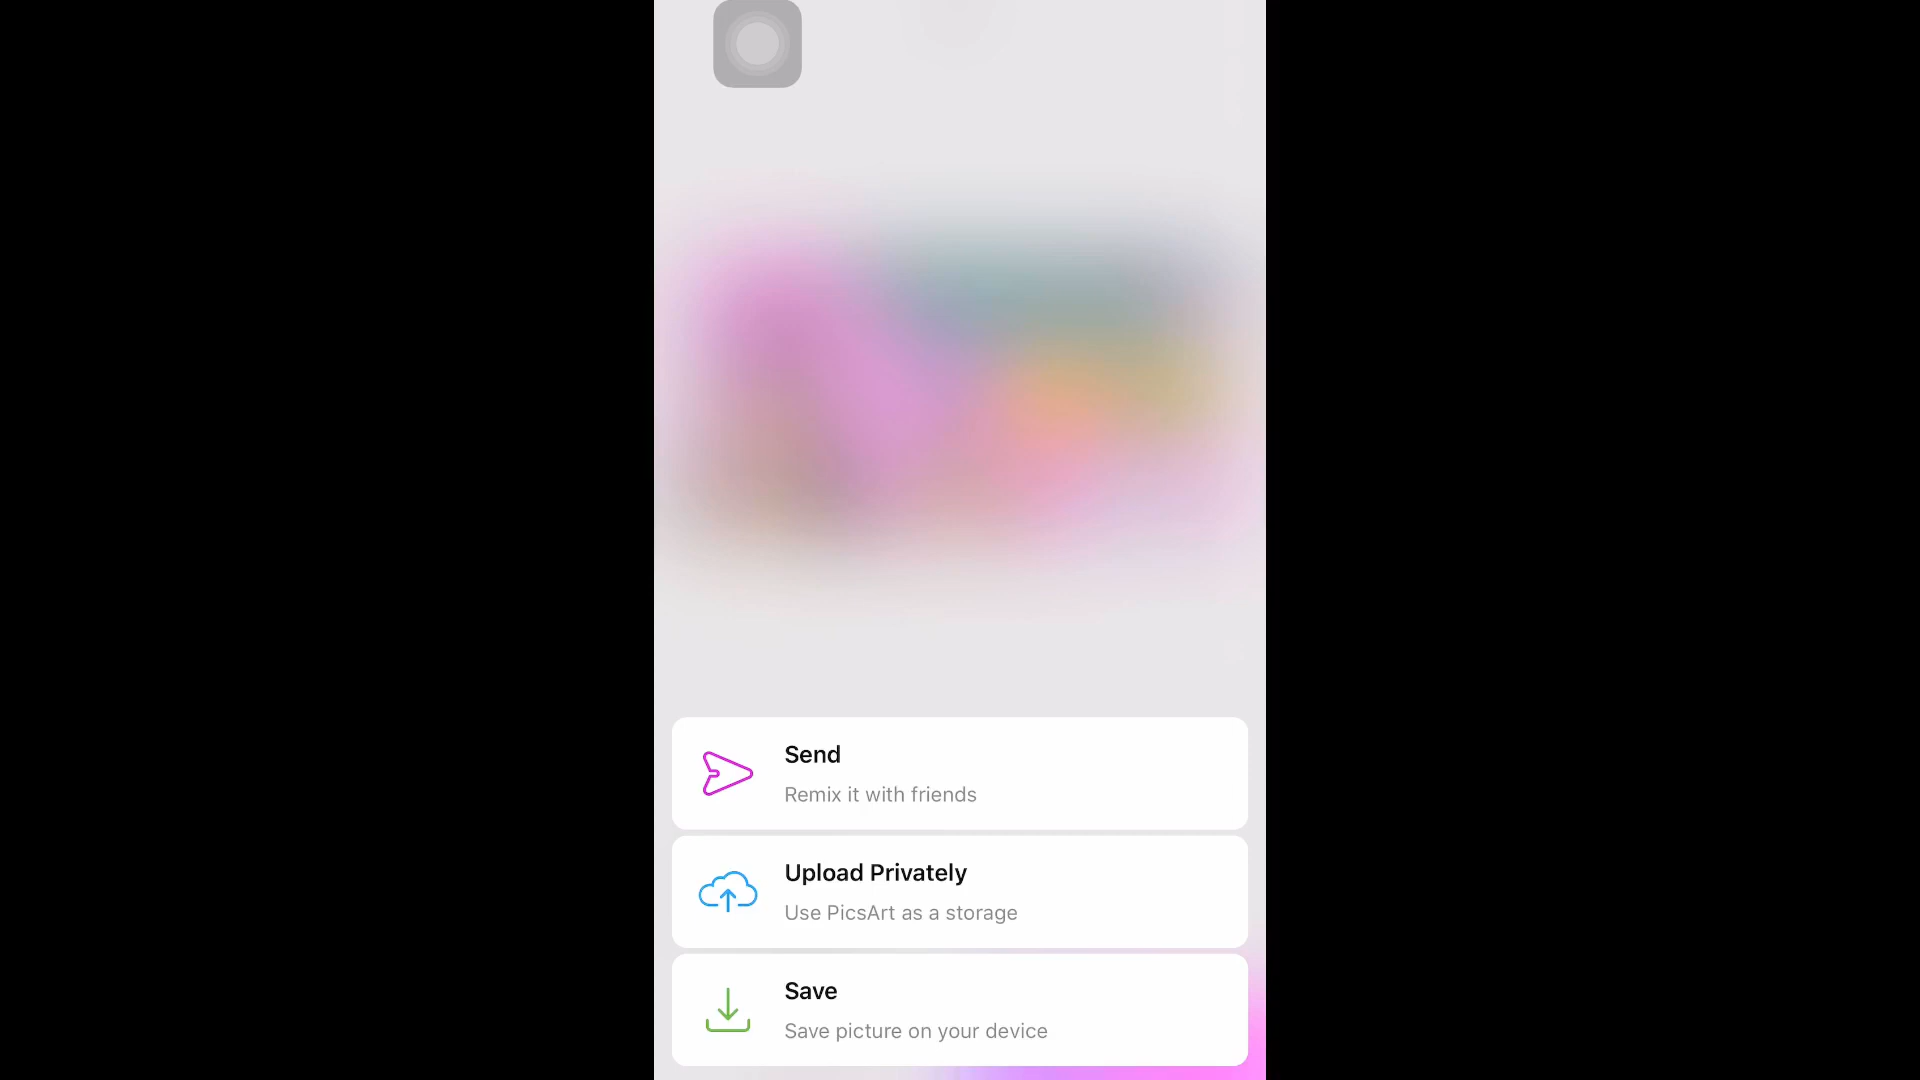 Send
Remix it with friends
Upload Privately
Use PicsArt as a storage
Save
Save picture on your device